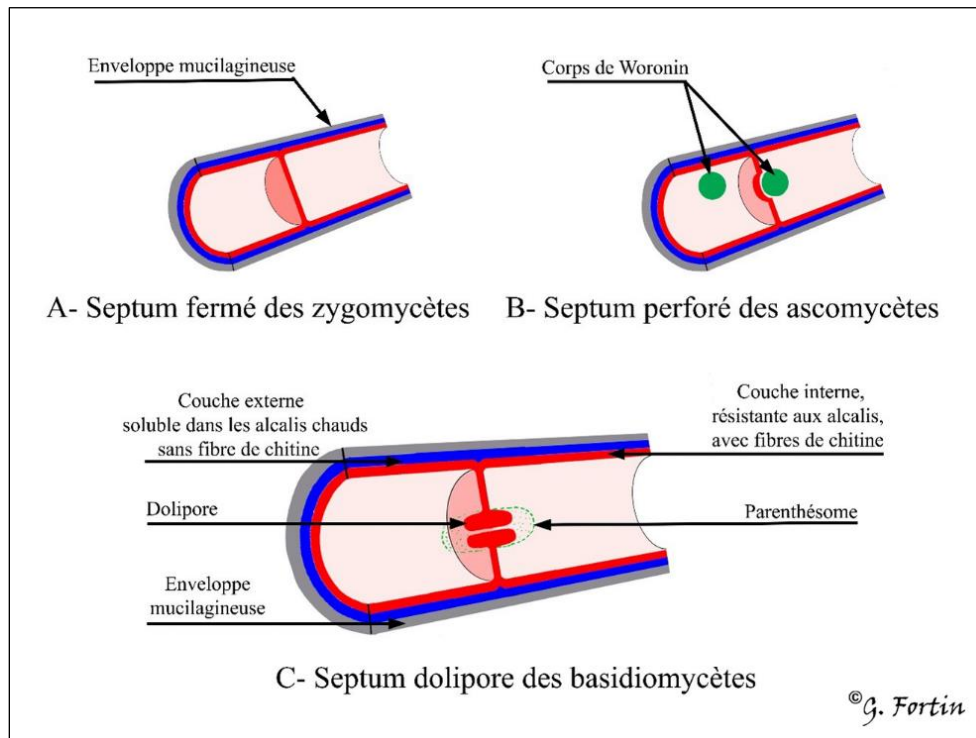 Enveloppe mucilagineuse
Corps de Woronin
A- Septum fermé des zygomycètes
B- Septum perforé des ascomycètes
Couche externe
soluble dans les alcalis chauds
sans fibre de chitine
Couche interne,
résistante aux alcalis,
avec fibres de chitine
Dolipore
Parenthésome
Enveloppe
mucilagineuse
C- Septum dolipore des basidiomycètes
©G. Fortin